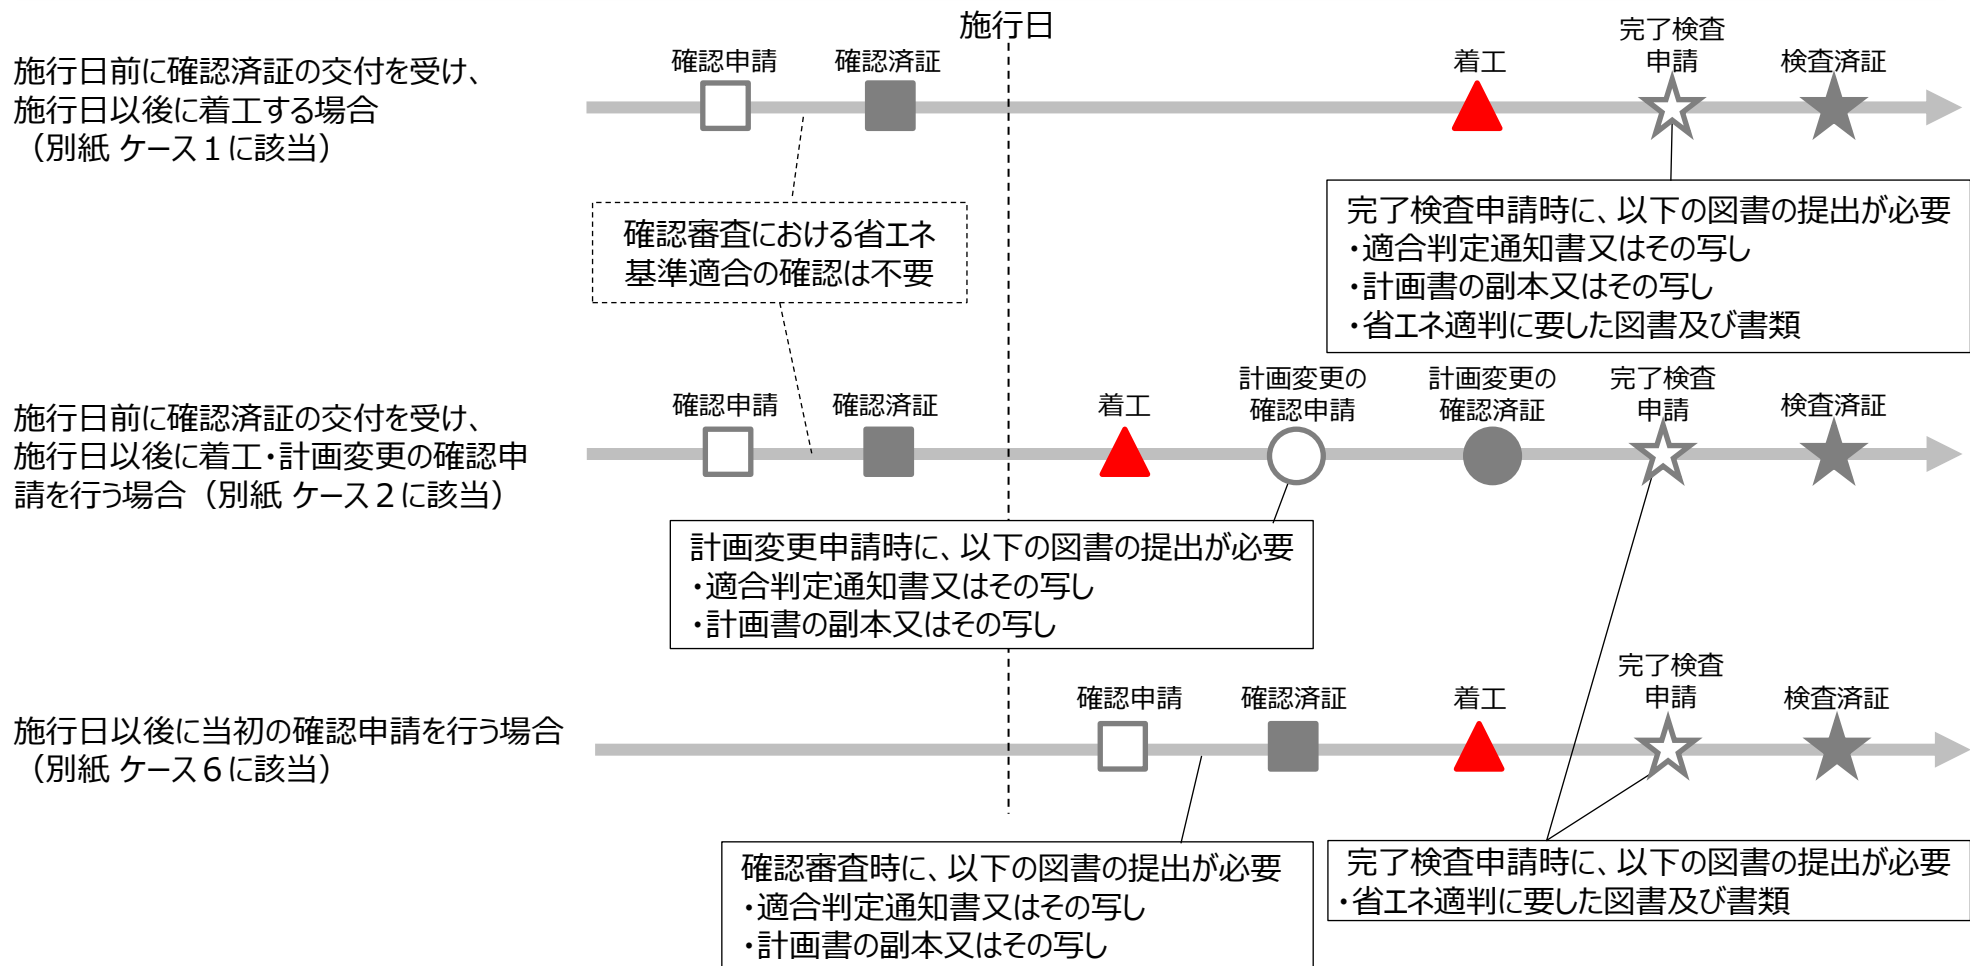 施行日
施行日前に確認済証の交付を受け、
施行日以後に着工する場合
（別紙 ケース１に該当）
確認申請
確認済証
着工
完了検査
申請
検査済証
確認審査における省エネ
基準適合の確認は不要
完了検査申請時に、以下の図書の提出が必要
・適合判定通知書又はその写し
・計画書の副本又はその写し
・省エネ適判に要した図書及び書類
施行日前に確認済証の交付を受け、
施行日以後に着工・計画変更の確認申
請を行う場合（別紙 ケース２に該当）
確認申請
確認済証
着工
計画変更の
確認申請
計画変更の
確認済証
完了検査
申請
検査済証
計画変更申請時に、以下の図書の提出が必要
・適合判定通知書又はその写し
・計画書の副本又はその写し
施行日以後に当初の確認申請を行う場合
（別紙 ケース６に該当）
確認申請
確認済証
着工
完了検査
申請
検査済証
確認審査時に、以下の図書の提出が必要
・適合判定通知書又はその写し
・計画書の副本又はその写し
完了検査申請時に、以下の図書の提出が必要
・省エネ適判に要した図書及び書類